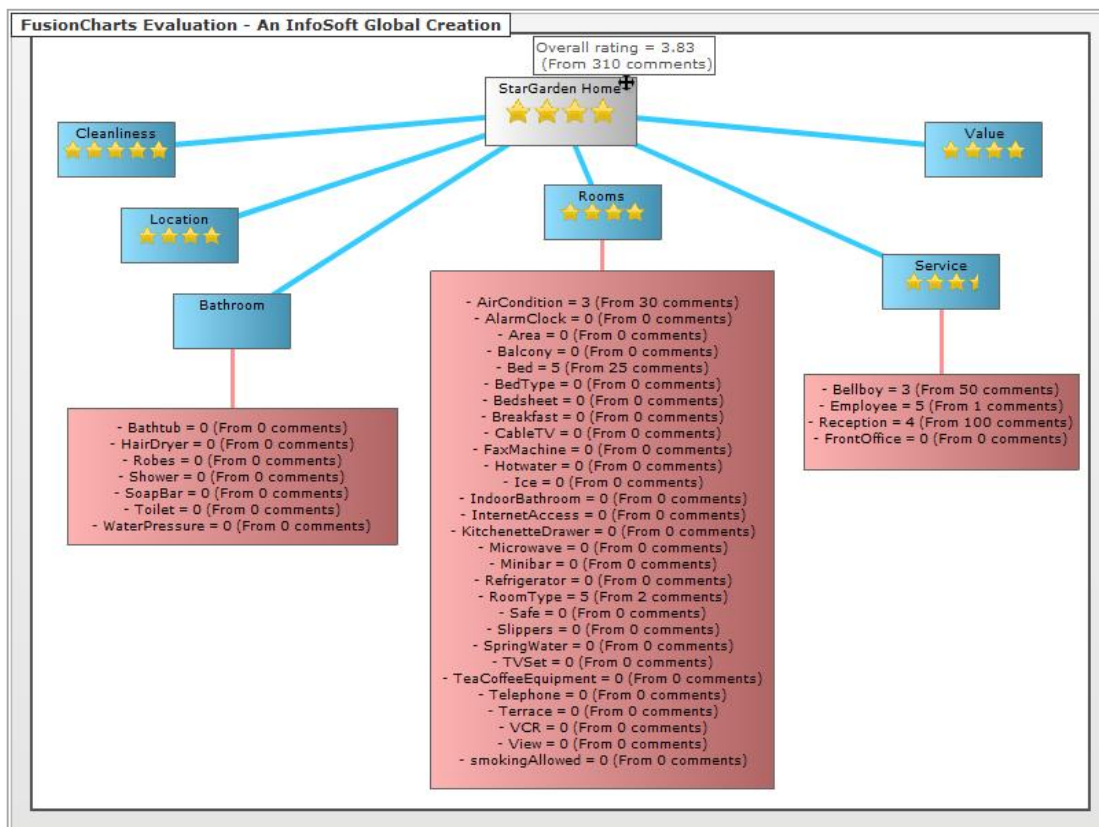 FusionCharts Evaluation - An InfoSoft Global Creation
Overall rating = 3.83
(From 310 comments)
StarGarden Home
Cleanliness
Value
Location
Rooms
Service
Bathroom
- AirCondition = 3 (From 30 comments)
- AlarmClock = 0 (From 0 comments)
- Area = 0 (From 0 comments)
- Balcony = 0 (From 0 comments)
- Bed = 5 (From 25 comments)
- BedType = 0 (From 0 comments)
- Bedsheet = 0 (From 0 comments)
- Breakfast = 0 (From 0 comments)
- CableTV = 0 (From 0 comments)
- FaxMachine = 0 (From 0 comments)
- Hotwater = 0 (From 0 comments)
- Ice = 0 (From 0 comments)
- IndoorBathroom = 0 (From 0 comments)
- InternetAccess = 0 (From 0 comments)
- KitchenetteDrawer = 0 (From 0 comments)
- Microwave = 0 (From 0 comments)
- Minibar = 0 (From 0 comments)
- Refrigerator = 0 (From 0 comments)
- RoomType = 5 (From 2 comments)
- Safe = 0 (From 0 comments)
- Slippers = 0 (From 0 comments)
- SpringWater = 0 (From 0 comments)
- TVSet = 0 (From 0 comments)
- TeaCoffeeEquipment = 0 (From 0 comments)
- Telephone = 0 (From 0 comments)
- Terrace = 0 (From 0 comments)
- VCR = 0 (From 0 comments)
- View = 0 (From 0 comments)
- smokingAllowed = 0 (From 0 comments)
- Bellboy = 3 (From 50 comments)
- Employee = 5 (From 1 comments)
- Reception = 4 (From 100 comments)
- FrontOffice = 0 (From 0 comments)
- Bathtub = 0 (From 0 comments)
- HairDryer = 0 (From 0 comments)
- Robes = 0 (From 0 comments)
- Shower = 0 (From 0 comments)
- SoapBar = 0 (From 0 comments)
- Toilet = 0 (From 0 comments)
- WaterPressure = 0 (From 0 comments)